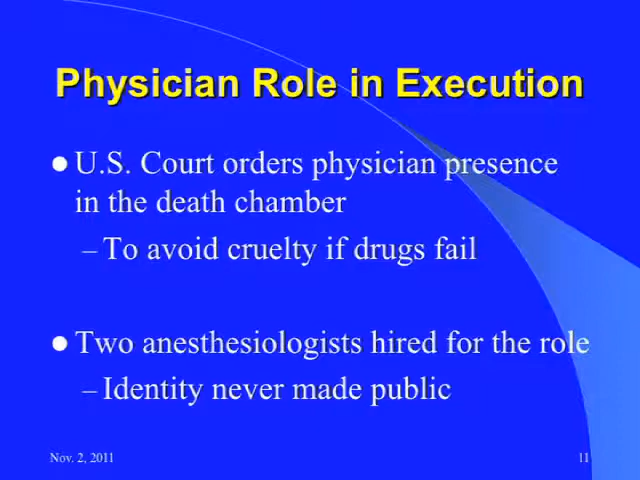 Physician Role in Execution
● U.S. Court orders physician presence
in the death chamber
– To avoid cruelty if drugs fail
● Two anesthesiologists hired for the role
– Identity never made public
Nov. 2, 2011
11